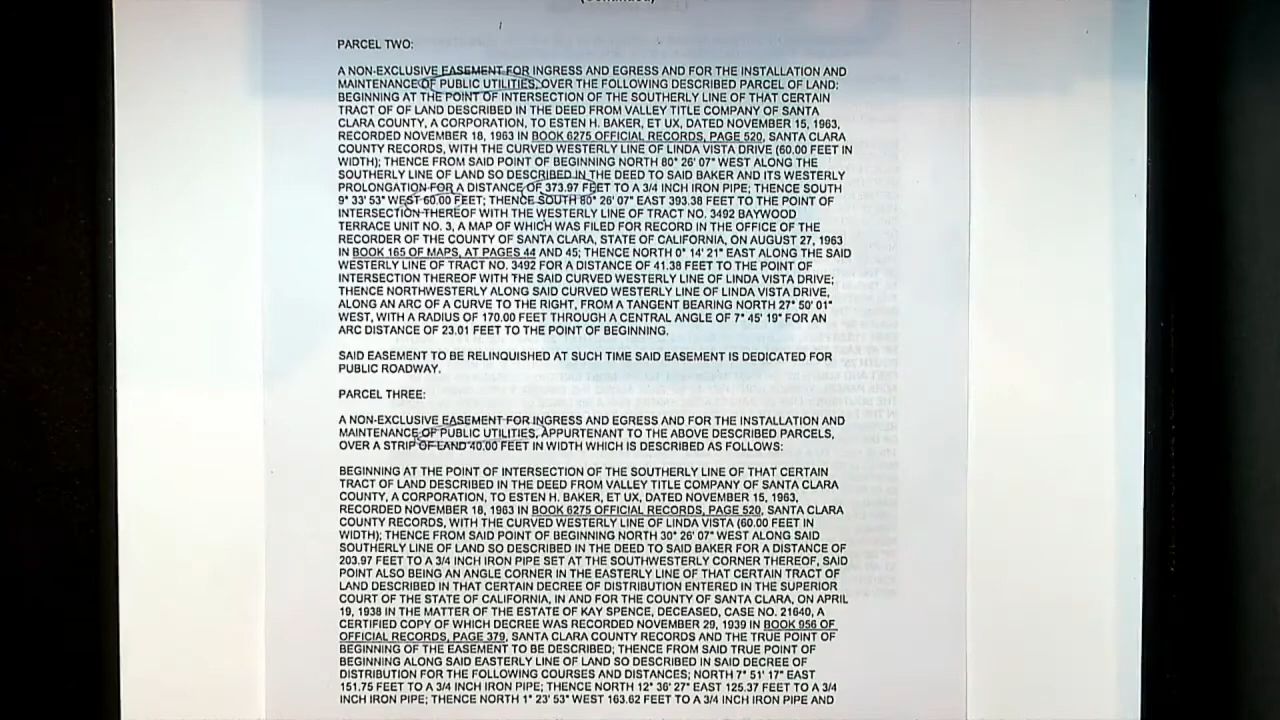 PARCEL TWO:
A NON-EXCLUSIVE EASEMENT FOR INGRESS AND EGRESS AND FOR THE INSTALLATION AND
MAINTENANCE OF PUBLIC UTILITIES, OVER THE FOLLOWING DESCRIBED PARCEL OF LAND:
BEGINNING AT THE POINT OF INTERSECTION OF THE SOUTHERLY LINE OF THAT CERTAIN
TRACT OF OF LAND DESCRIBED IN THE DEED FROM VALLEY TITLE COMPANY OF SANTA
CLARA COUNTY, A CORPORATION, TO ESTEN H. BAKER, ET UX, DATED NOVEMBER 15, 1963,
RECORDED NOVEMBER 18, 1963 IN BOOK 6275 OFFICIAL RECORDS, PAGE 520, SANTA CLARA
COUNTY RECORDS, WITH THE CURVED WESTERLY LINE OF LINDA VISTA DRIVE (60.00 FEET IN
WIDTH); THENCE FROM SAID POINT OF BEGINNING NORTH 80° 26' 07" WEST ALONG THE
SOUTHERLY LINE OF LAND SO DESCRIBED IN THE DEED TO SAID BAKER AND ITS WESTERLY
PROLONGATION FOR A DISTANCE OF 373.97 FEET TO A 3/4 INCH IRON PIPE; THENCE SOUTH
9° 33' 53" WEST 60.00 FEET; THENCE SOUTH 80° 26' 07" EAST 393.38 FEET TO THE POINT OF
INTERSECTION THEREOF WITH THE WESTERLY LINE OF TRACT NO. 3492 BAYWOOD
TERRACE UNIT NO. 3, A MAP OF WHICH WAS FILED FOR RECORD IN THE OFFICE OF THE
RECORDER OF THE COUNTY OF SANTA CLARA, STATE OF CALIFORNIA, ON AUGUST 27, 1963
IN BOOK 165 OF MAPS, AT PAGES 44 AND 45; THENCE NORTH 0° 14' 21" EAST ALONG THE SAID
WESTERLY LINE OF TRACT NO. 3492 FOR A DISTANCE OF 41.38 FEET TO THE POINT OF
INTERSECTION THEREOF WITH THE SAID CURVED WESTERLY LINE OF LINDA VISTA DRIVE;
THENCE NORTHWESTERLY ALONG SAID CURVED WESTERLY LINE OF LINDA VISTA DRIVE,
ALONG AN ARC OF A CURVE TO THE RIGHT, FROM A TANGENT BEARING NORTH 27° 50' 01"
WEST, WITH A RADIUS OF 170.00 FEET THROUGH A CENTRAL ANGLE OF 7° 45' 19" FOR AN
ARC DISTANCE OF 23.01 FEET TO THE POINT OF BEGINNING.
SAID EASEMENT TO BE RELINQUISHED AT SUCH TIME SAID EASEMENT IS DEDICATED FOR
PUBLIC ROADWAY.
PARCEL THREE:
A NON-EXCLUSIVE EASEMENT FOR INGRESS AND EGRESS AND FOR THE INSTALLATION AND
MAINTENANCE OF PUBLIC UTILITIES, APPURTENANT TO THE ABOVE DESCRIBED PARCELS,
OVER A STRIP OF LAND 40.00 FEET IN WIDTH WHICH IS DESCRIBED AS FOLLOWS:
BEGINNING AT THE POINT OF INTERSECTION OF THE SOUTHERLY LINE OF THAT CERTAIN
TRACT OF LAND DESCRIBED IN THE DEED FROM VALLEY TITLE COMPANY OF SANTA CLARA
COUNTY, A CORPORATION, TO ESTEN H. BAKER, ET UX, DATED NOVEMBER 15, 1963,
RECORDED NOVEMBER 18, 1963 IN BOOK 6275 OFFICIAL RECORDS, PAGE 520, SANTA CLARA
COUNTY RECORDS, WITH THE CURVED WESTERLY LINE OF LINDA VISTA (60.00 FEET IN
WIDTH); THENCE FROM SAID POINT OF BEGINNING NORTH 30° 26' 07" WEST ALONG SAID
SOUTHERLY LINE OF LAND SO DESCRIBED IN THE DEED TO SAID BAKER FOR A DISTANCE OF
203.97 FEET TO A 3/4 INCH IRON PIPE SET AT THE SOUTHWESTERLY CORNER THEREOF, SAID
POINT ALSO BEING AN ANGLE CORNER IN THE EASTERLY LINE OF THAT CERTAIN TRACT OF
LAND DESCRIBED IN THAT CERTAIN DECREE OF DISTRIBUTION ENTERED IN THE SUPERIOR
COURT OF THE STATE OF CALIFORNIA, IN AND FOR THE COUNTY OF SANTA CLARA, ON APRIL
19, 1938 IN THE MATTER OF THE ESTATE OF KAY SPENCE, DECEASED, CASE NO. 21640, A
CERTIFIED COPY OF WHICH DECREE WAS RECORDED NOVEMBER 29, 1939 IN BOOK 956 OF
OFFICIAL RECORDS, PAGE 379, SANTA CLARA COUNTY RECORDS AND THE TRUE POINT OF
BEGINNING OF THE EASEMENT TO BE DESCRIBED; THENCE FROM SAID TRUE POINT OF
BEGINNING ALONG SAID EASTERLY LINE OF LAND SO DESCRIBED IN SAID DECREE OF
DISTRIBUTION FOR THE FOLLOWING COURSES AND DISTANCES; NORTH 7° 51' 17" EAST
151.75 FEET TO A 3/4 INCH IRON PIPE; THENCE NORTH 12° 36' 27" EAST 125.37 FEET TO A 3/4
INCH IRON PIPE; THENCE NORTH 1° 23' 53" WEST 163.62 FEET TO A 3/4 INCH IRON PIPE AND